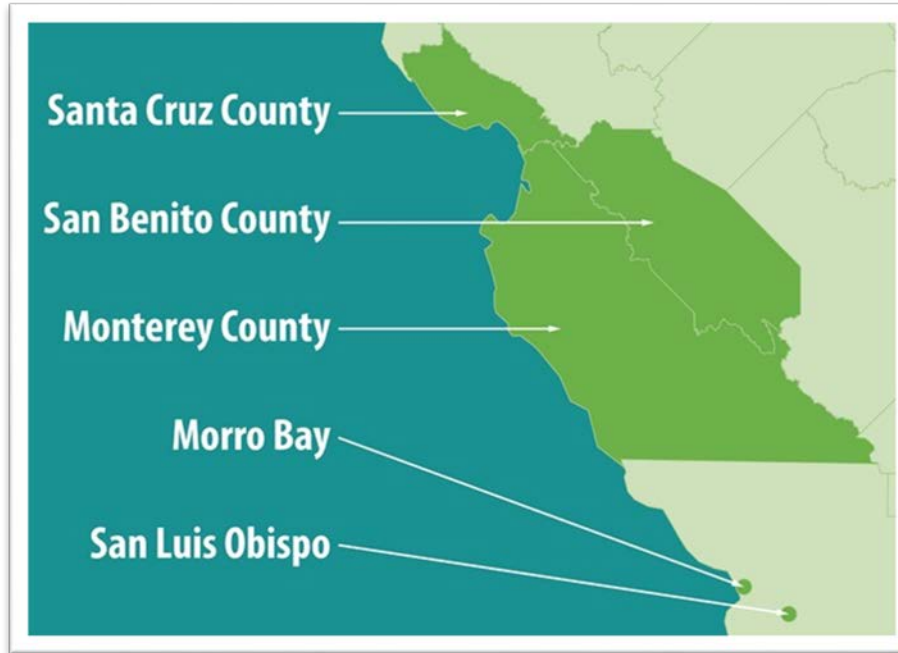 Santa Cruz County
San Benito County
Monterey County
Morro Bay
San Luis Obispo